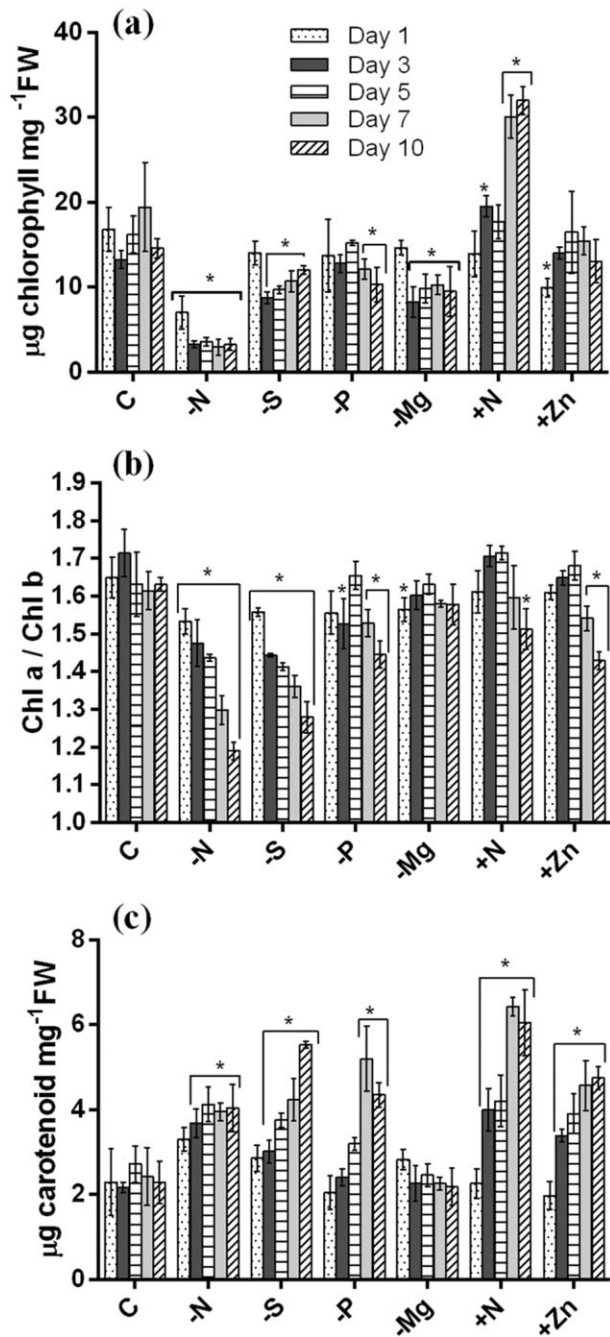 (a)
Day 1
Day 3
Day 5
Day 7
Day 10
µg chlorophyll mg ⁻¹FW
40
30
20
10
0
* * * * * * *
C -N -S -P -Mg +N +Zn
(b)
Chl a / Chl b
1.9
1.8
1.7
1.6
1.5
1.4
1.3
1.2
1.1
1.0
* * * * * * *
C -N -S -P -Mg +N +Zn
(c)
µg carotenoid mg⁻¹FW
8
6
4
2
0
* * * * *
C -N -S -P -Mg +N +Zn